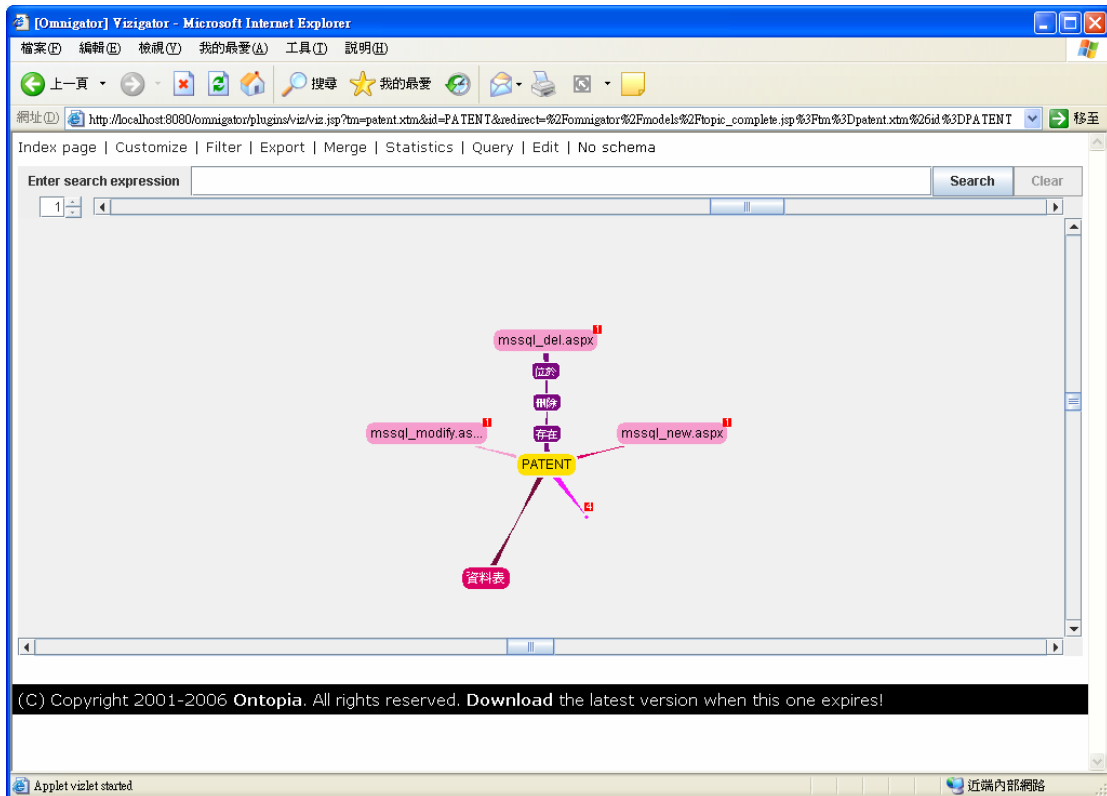 [Omnigator] Vizigator - Microsoft Internet Explorer
檔案(F) 編輯(E) 檢視(V) 我的最愛(A) 工具(T) 說明(H)
上一頁 搜尋 我的最愛
網址(D) http://localhost:8080/omnigator/plugins/viz/viz.jsp?tm=patent.xtm&id=PATENT&redirect=%2Fomnigator%2Fmodels%2Ftopic_complete.jsp%3Ftm%3Dpatent.xtm%26id%3DPATENT 移至
Index page | Customize | Filter | Export | Merge | Statistics | Query | Edit | No schema
Enter search expression Search Clear
1
mssql_del.aspx 1
位於
刪除
mssql_modify.as... 1 存在 mssql_new.aspx 1
PATENT
4
資料表
(C) Copyright 2001-2006 Ontopia. All rights reserved. Download the latest version when this one expires!
Applet vizlet started 近端內部網路